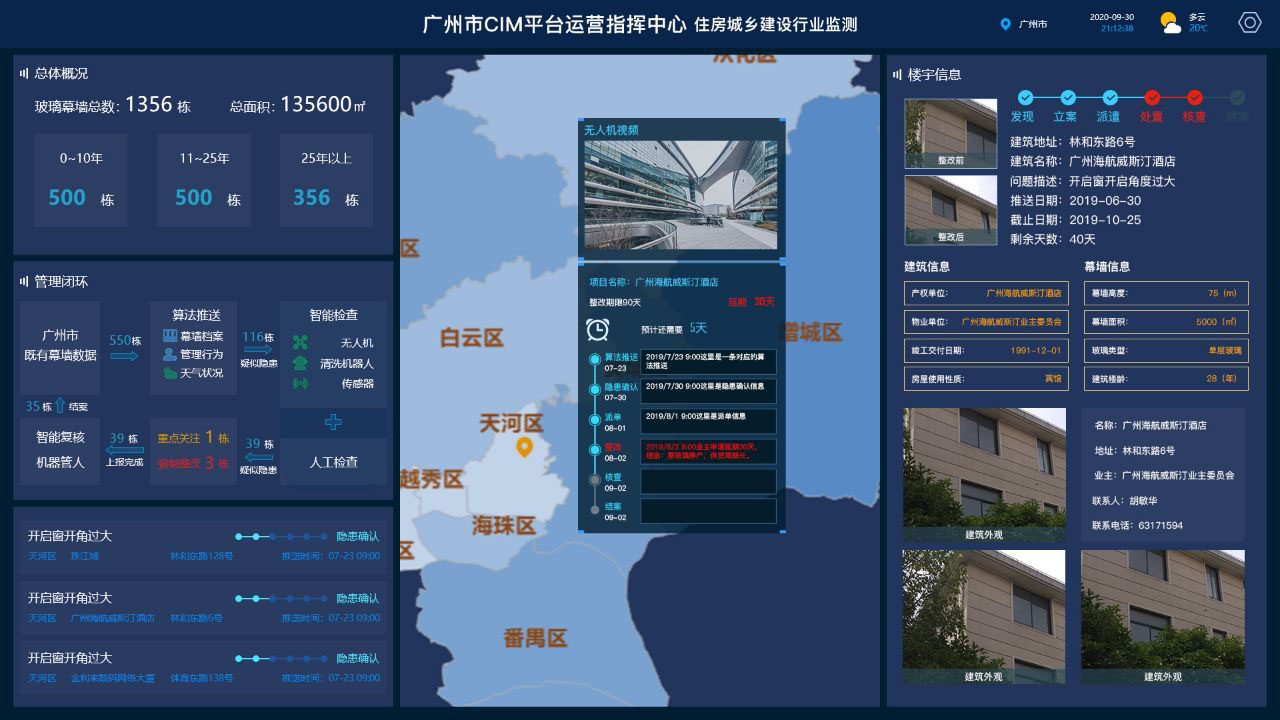 广州市CIM平台运营指挥中心 住房城乡建设行业监测
广州市
2020-09-30
21:12:38
多云
20℃
总体概况
玻璃幕墙总数: 1356 栋
总面积: 135600㎡
0~10年
500 栋
11~25年
500 栋
25年以上
356 栋
管理闭环
广州市
既有幕墙数据
550栋
算法推送
幕墙档案
管理行为
天气状况
116栋
疑似隐患
智能检查
无人机
清洗机器人
传感器
35 栋 结案
智能复核
机器管人
39 栋
上报完成
重点关注 1 栋
强制整改 3 栋
39 栋
疑似隐患
人工检查
开启窗开角过大
隐患确认
天河区 珠江城 林和东路128号 推送时间: 07-23 09:00
开启窗开角过大
隐患确认
天河区 广州海航威斯汀酒店 林和东路6号 推送时间: 07-23 09:00
开启窗开角过大
隐患确认
天河区 金利来数码网络大厦 体育东路138号 推送时间: 07-23 09:00
从化区
区
白云区
增城区
天河区
越秀区
海珠区
区
番禺区
无人机视频
项目名称: 广州海航威斯汀酒店
整改期限90天
延期 30天
预计还需要 5天
算法推送
07-23
2019/7/23 9:00这里是一条对应的算
法推送
隐患确认
07-30
2019/7/30 9:00这里是隐患确认信息
派单
08-01
2019/8/1 9:00这里是派单信息
整改
08-02
2019/8/2 9:00业主申请延期30天,
理由: 原玻璃停产, 供货周期长。
核查
09-02
结案
09-02
楼宇信息
整改前
整改后
发现 立案 派遣 处置 核查 结案
建筑地址: 林和东路6号
建筑名称: 广州海航威斯汀酒店
问题描述: 开启窗开启角度过大
推送日期: 2019-06-30
截止日期: 2019-10-25
剩余天数: 40天
建筑信息
产权单位: 广州海航威斯汀酒店
物业单位: 广州海航威斯汀业主委员会
竣工交付日期: 1991-12-01
房屋使用性质: 宾馆
幕墙信息
幕墙高度: 75 (m)
幕墙面积: 5000 (㎡)
玻璃类型: 单层玻璃
建筑楼龄: 28 (年)
建筑外观
名称: 广州海航威斯汀酒店
地址: 林和东路6号
业主: 广州海航威斯汀业主委员会
联系人: 胡敏华
联系电话: 63171594
建筑外观
建筑外观